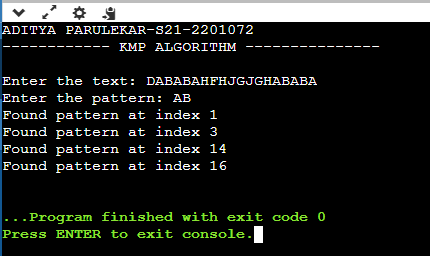 ADITYA PARULEKAR-S21-2201072
------------ KMP ALGORITHM ---------------
Enter the text: DABABAHFHJGJGHABABA
Enter the pattern: AB
Found pattern at index 1
Found pattern at index 3
Found pattern at index 14
Found pattern at index 16
...Program finished with exit code 0
Press ENTER to exit console.